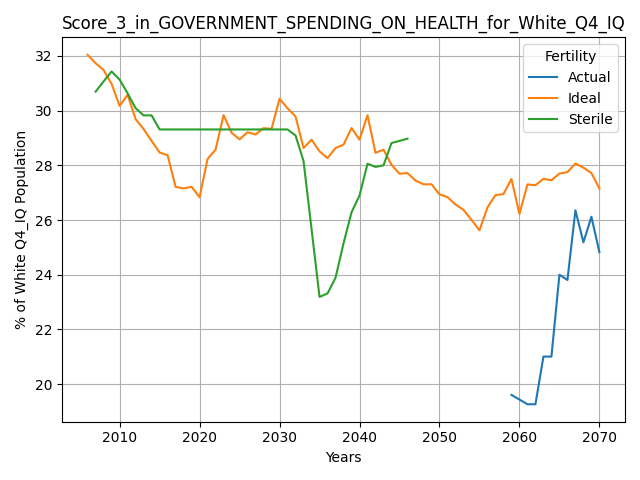 Score_3_in_GOVERNMENT_SPENDING_ON_HEALTH_for_White_Q4_IQ
Fertility
Actual
Ideal
Sterile
% of White Q4_IQ Population
32
30
28
26
24
22
20
2010 2020 2030 2040 2050 2060 2070
Years